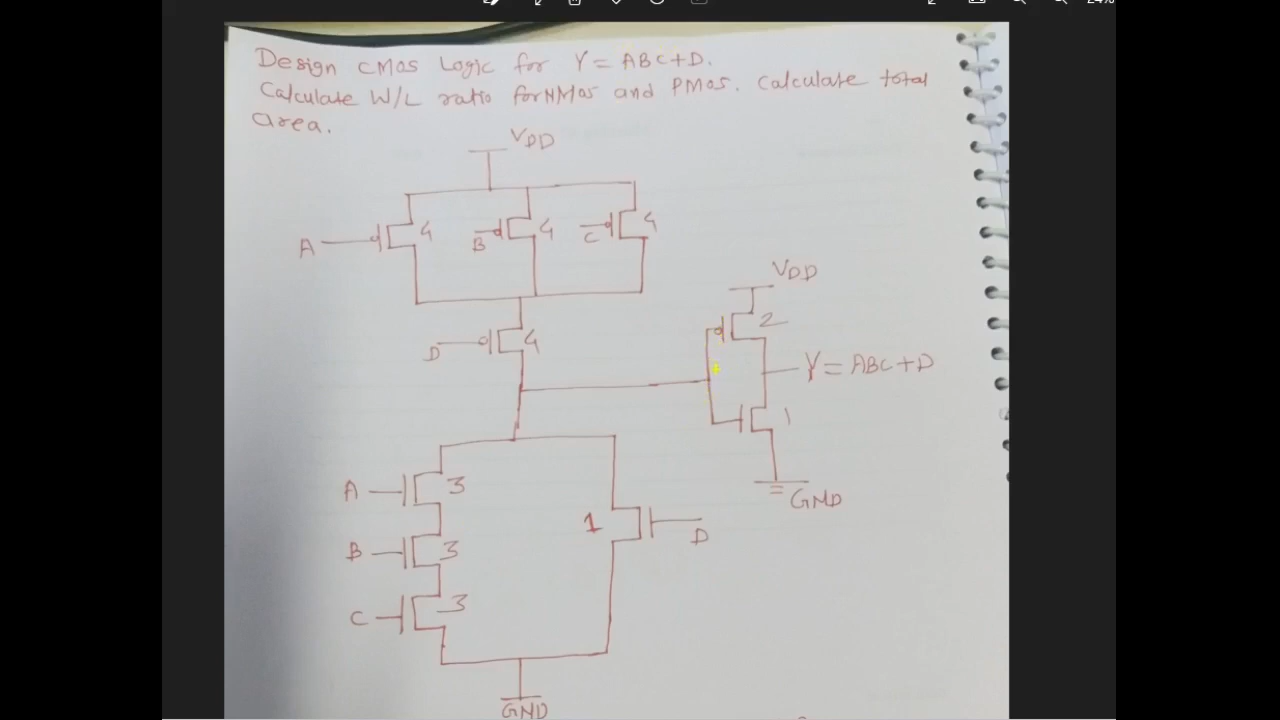 Design CMOS Logic for Y = ABC+D.
Calculate W/L ratio for NMOS and PMOS. Calculate total
area.
VDD
A 4 B 4 C 4
D 4
VDD
2
Y = ABC+D
1
GND
A 3
B 3
C 3
1 D
GND
24%